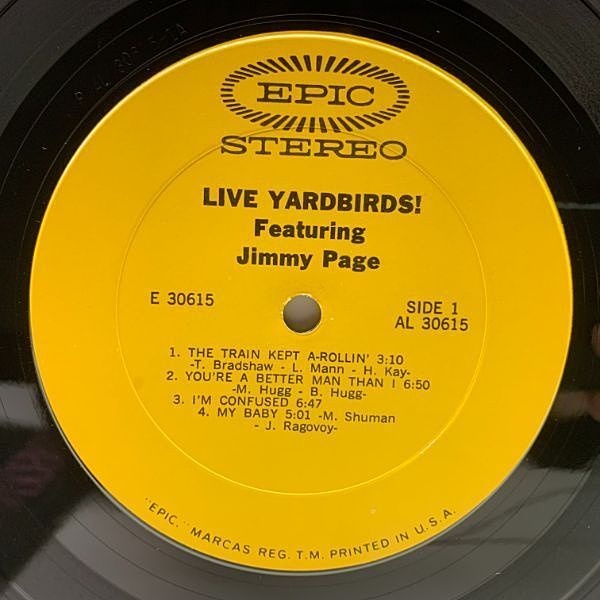 EPIC
STEREO
LIVE YARDBIRDS!
Featuring
Jimmy Page
E 30615
SIDE 1
AL 30615
1. THE TRAIN KEPT A-ROLLIN' 3:10
-T. Bradshaw - L. Mann - H. Kay-
2. YOU'RE A BETTER MAN THAN I 6:50
-M. Hugg - B. Hugg-
3. I'M CONFUSED 6:47
4. MY BABY 5:01 -M. Shuman
- J. Ragovoy-
"EPIC," MARCAS REG. T.M. PRINTED IN U.S.A.